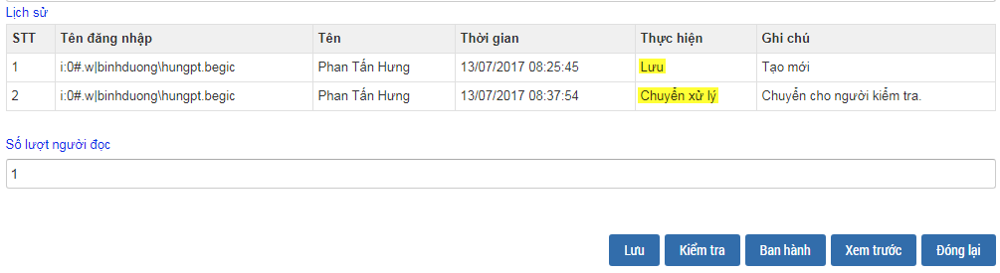 Lịch sử
STT Tên đăng nhập Tên Thời gian Thực hiện Ghi chú
1 i:0#.w|binhduong\hungpt.begic Phan Tấn Hưng 13/07/2017 08:25:45 Lưu Tạo mới
2 i:0#.w|binhduong\hungpt.begic Phan Tấn Hưng 13/07/2017 08:37:54 Chuyển xử lý Chuyển cho người kiểm tra.
Số lượt người đọc
1
Lưu Kiểm tra Ban hành Xem trước Đóng lại